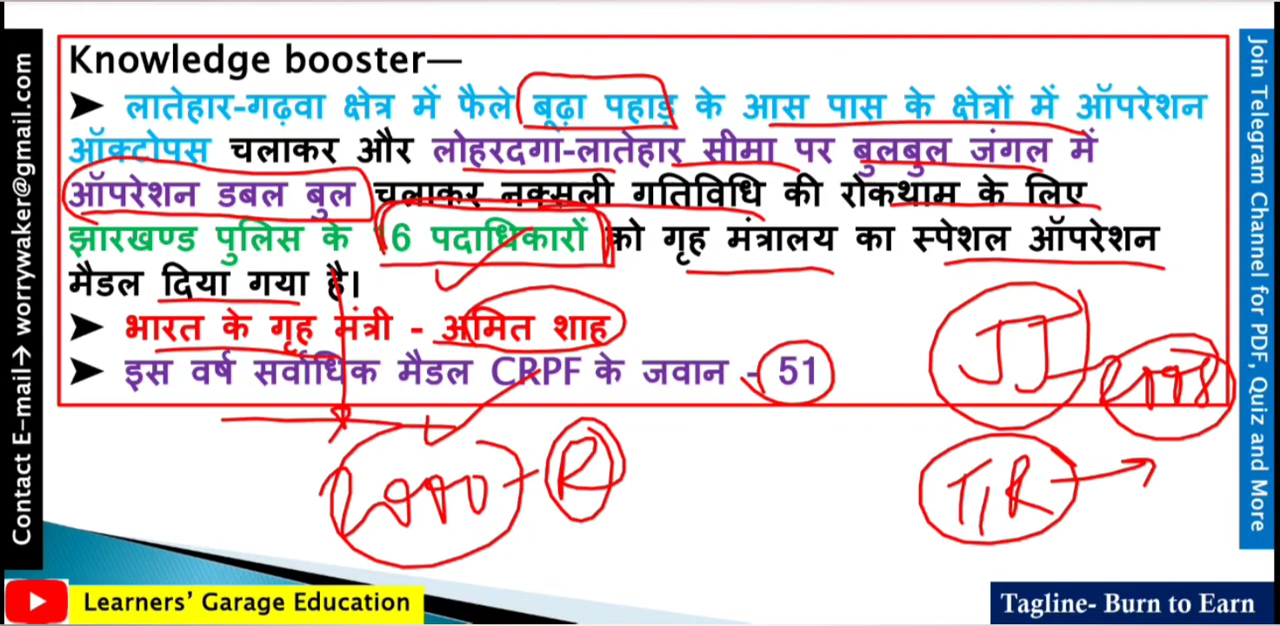 Knowledge booster—
➤ लातेहार-गढ़वा क्षेत्र में फैले बूढ़ा पहाड़ के आस पास के क्षेत्रों में ऑपरेशन
ऑक्टोपस चलाकर और लोहरदगा-लातेहार सीमा पर बुलबुल जंगल में
ऑपरेशन डबल बुल चलाकर नक्सली गतिविधि की रोकथाम के लिए
झारखण्ड पुलिस के 16 पदाधिकारों को गृह मंत्रालय का स्पेशल ऑपरेशन
मैडल दिया गया है।
➤ भारत के गृह मंत्री - अमित शाह
➤ इस वर्ष सर्वाधिक मैडल CRPF के जवान - 51
JJ
R
Contact E-mail→ worrywaker@gmail.com
Join Telegram Channel for PDF, Quiz and More
Learners’ Garage Education
Tagline- Burn to Earn